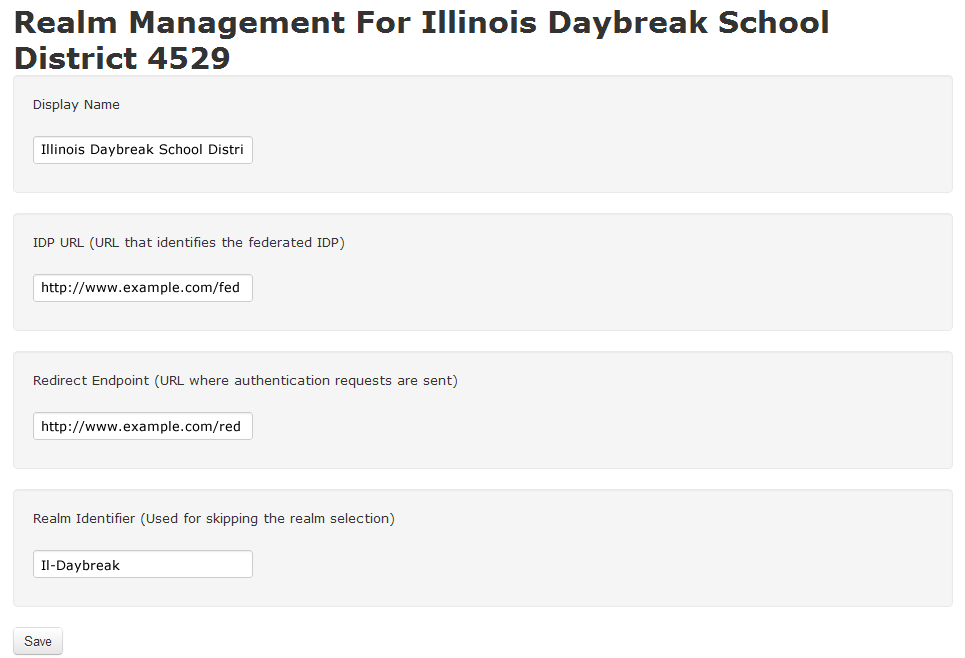 Realm Management For Illinois Daybreak School
District 4529
Display Name
Illinois Daybreak School Distri
IDP URL (URL that identifies the federated IDP)
http://www.example.com/fed
Redirect Endpoint (URL where authentication requests are sent)
http://www.example.com/red
Realm Identifier (Used for skipping the realm selection)
Il-Daybreak
Save